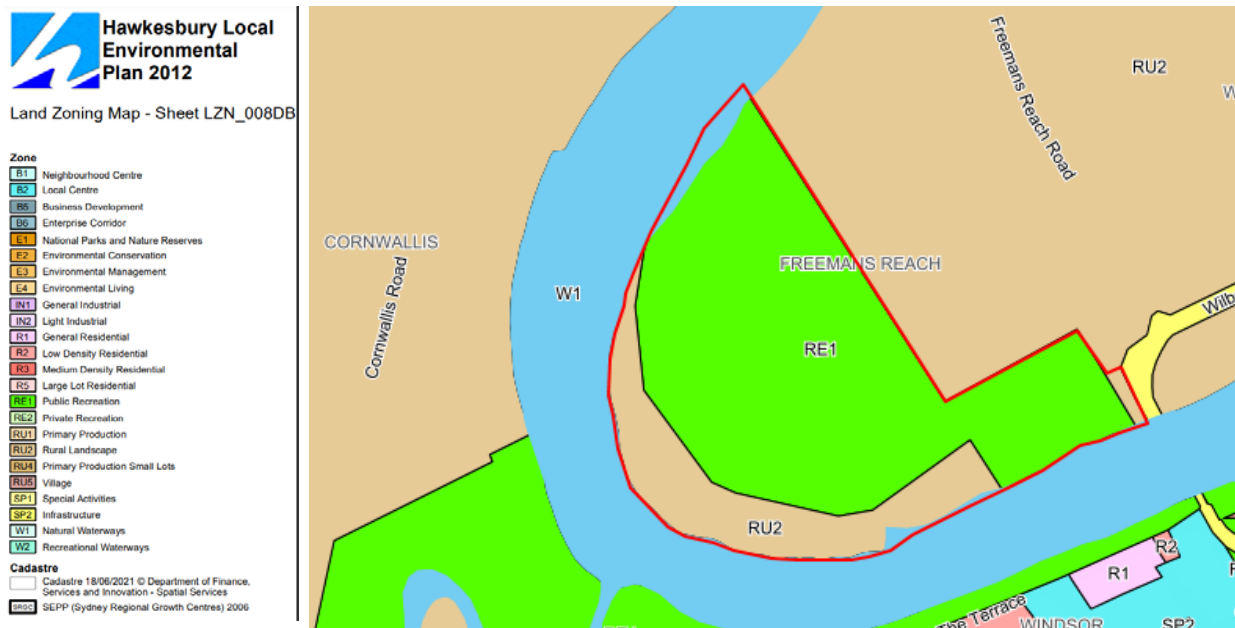 Hawkesbury Local
Environmental
Plan 2012
Land Zoning Map - Sheet LZN_008DB
Zone
B1 Neighbourhood Centre
B2 Local Centre
B5 Business Development
B6 Enterprise Corridor
E1 National Parks and Nature Reserves
E2 Environmental Conservation
E3 Environmental Management
E4 Environmental Living
IN1 General Industrial
IN2 Light Industrial
R1 General Residential
R2 Low Density Residential
R3 Medium Density Residential
R5 Large Lot Residential
RE1 Public Recreation
RE2 Private Recreation
RU1 Primary Production
RU2 Rural Landscape
RU4 Primary Production Small Lots
RU5 Village
SP1 Special Activities
SP2 Infrastructure
W1 Natural Waterways
W2 Recreational Waterways
Cadastre
Cadastre 18/06/2021 © Department of Finance,
Services and Innovation - Spatial Services
SRGC SEPP (Sydney Regional Growth Centres) 2006
Freemans Reach Road
RU2
W
CORNWALLIS
Cornwallis Road
W1
FREEMANS REACH
RE1
Wilb
RU2
R2
R1
The Terrace
WINDSOR
SP2